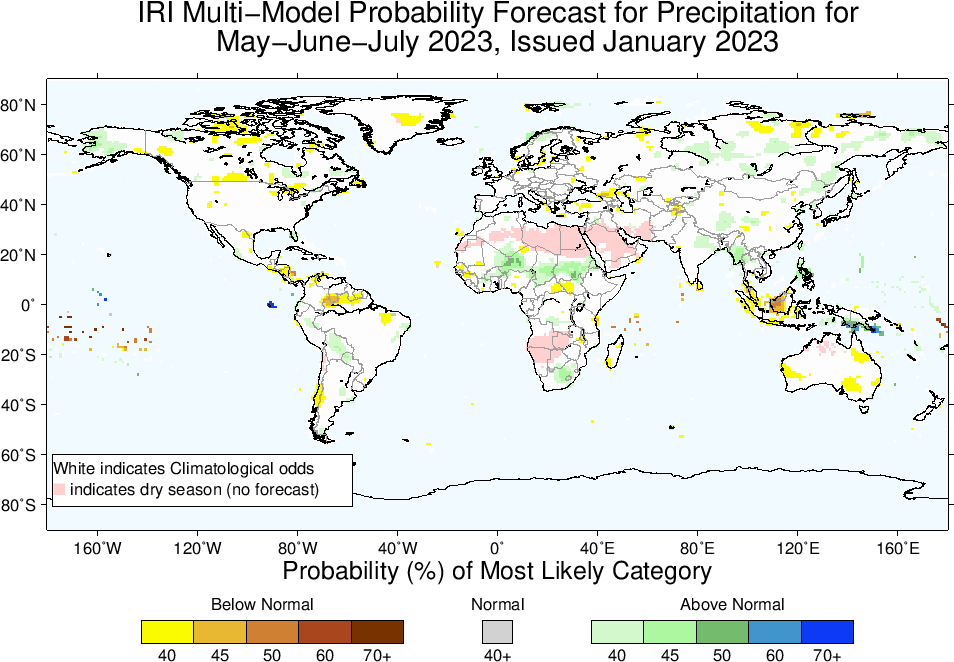 IRI Multi−Model Probability Forecast for Precipitation for
May−June−July 2023, Issued January 2023
80˚N
60˚N
40˚N
20˚N
0˚
20˚S
40˚S
60˚S
80˚S
White indicates Climatological odds
indicates dry season (no forecast)
160˚W 120˚W 80˚W 40˚W 0˚ 40˚E 80˚E 120˚E 160˚E
Probability (%) of Most Likely Category
Below Normal Normal Above Normal
40 45 50 60 70+ 40+ 40 45 50 60 70+